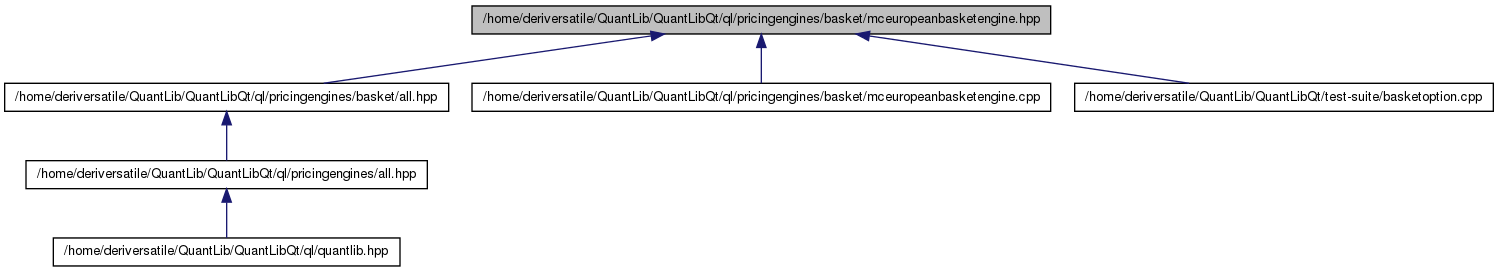 /home/deriversatile/QuantLib/QuantLibQt/ql/pricingengines/basket/mceuropeanbasketengine.hpp
/home/deriversatile/QuantLib/QuantLibQt/ql/pricingengines/basket/all.hpp
/home/deriversatile/QuantLib/QuantLibQt/ql/pricingengines/basket/mceuropeanbasketengine.cpp
/home/deriversatile/QuantLib/QuantLibQt/test-suite/basketoption.cpp
/home/deriversatile/QuantLib/QuantLibQt/ql/pricingengines/all.hpp
/home/deriversatile/QuantLib/QuantLibQt/ql/quantlib.hpp